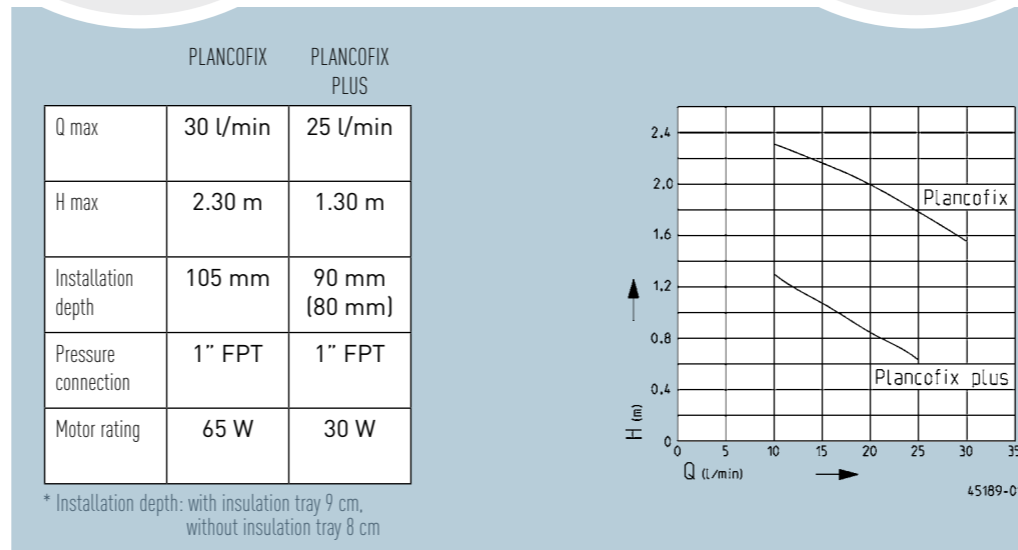 PLANCOFIX PLANCOFIX
PLUS
Q max 30 l/min 25 l/min
H max 2.30 m 1.30 m
Installation 105 mm 90 mm
depth (80 mm)
Pressure 1” FPT 1” FPT
connection
Motor rating 65 W 30 W
* Installation depth: with insulation tray 9 cm,
without insulation tray 8 cm
2.4
2.0
Plancofix
1.6
1.2
0.8
Plancofix plus
0.4
H (m)
0
0 5 10 15 20 25 30 35
Q (l/min)
45189-0